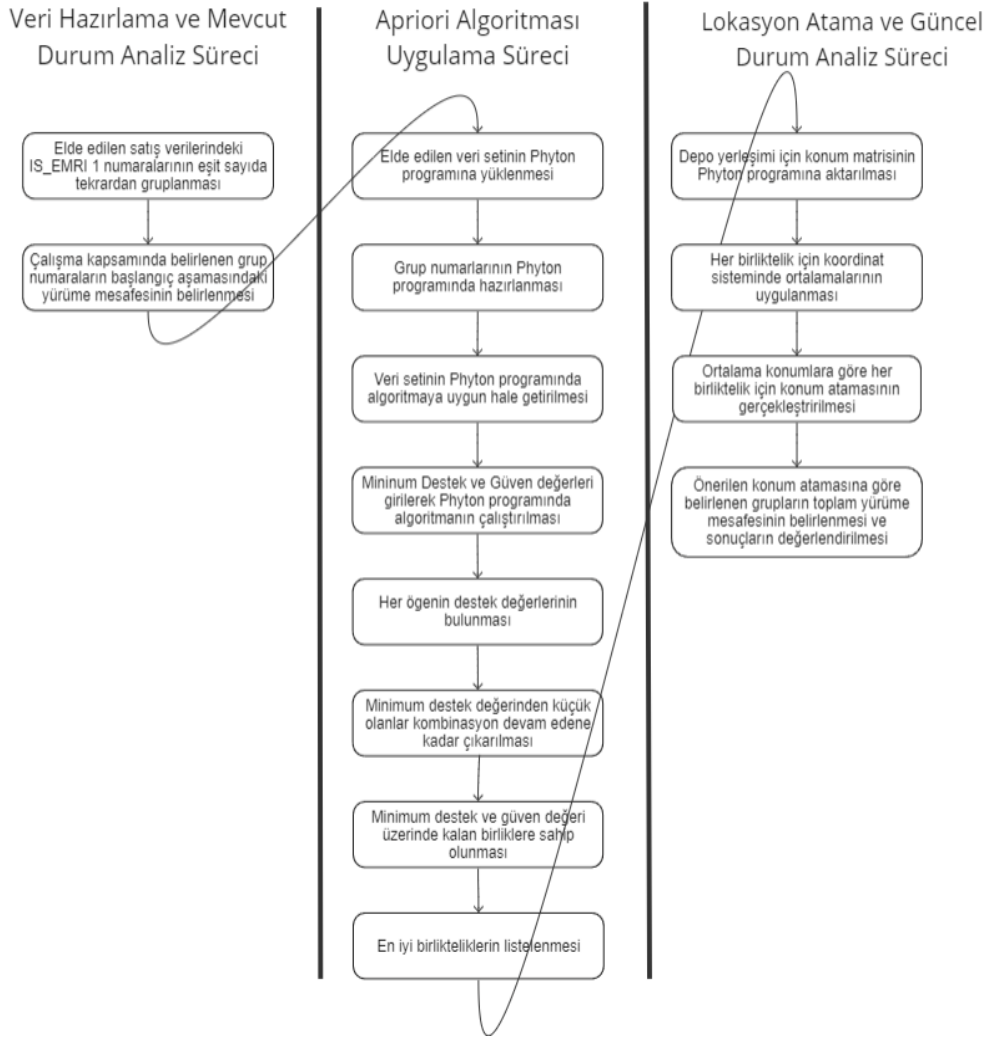 Veri Hazırlama ve Mevcut
Durum Analiz Süreci
Elde edilen satış verilerindeki
IS_EMRI 1 numaralarının eşit sayıda
tekrardan gruplanması
Çalışma kapsamında belirlenen grup
numaraların başlangıç aşamasındaki
yürüme mesafesinin belirlenmesi
Apriori Algoritması
Uygulama Süreci
Elde edilen veri setinin Phyton
programına yüklenmesi
Grup numarlarının Phyton
programında hazırlanması
Veri setinin Phyton programında
algoritmaya uygun hale getirilmesi
Mininum Destek ve Güven değerleri
girilerek Phyton programında
algoritmanın çalıştırılması
Her ögenin destek değerlerinin
bulunması
Minimum destek değerinden küçük
olanlar kombinasyon devam edene
kadar çıkarılması
Minimum destek ve güven değeri
üzerinde kalan birliklere sahip
olunması
En iyi birlikteliklerin listelenmesi
Lokasyon Atama ve Güncel
Durum Analiz Süreci
Depo yerleşimi için konum matrisinin
Phyton programına aktarılması
Her birliktelik için koordinat
sisteminde ortalamalarının
uygulanması
Ortalama konumlara göre her
birliktelik için konum atamasının
gerçekleştririlmesi
Önerilen konum atamasına göre
belirlenen grupların toplam yürüme
mesafesinin belirlenmesi ve
sonuçların değerlendirilmesi